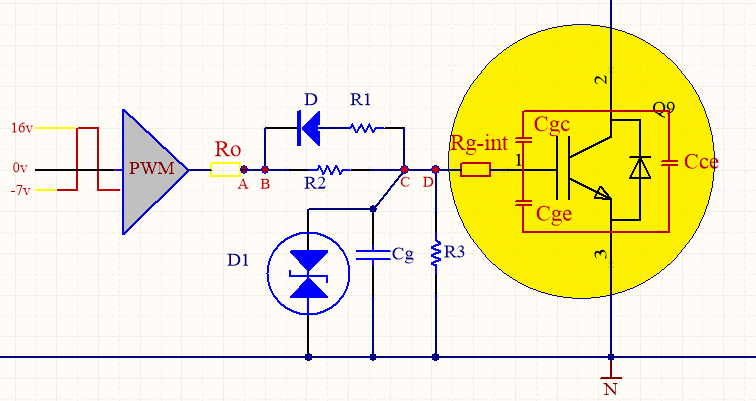 2
Q9
D
R1
Cgc
16v
Ro
Rg-int
0v
PWM
1
Cce
-7v
A
B
R2
C
D
Cge
D1
Cg
R3
3
N